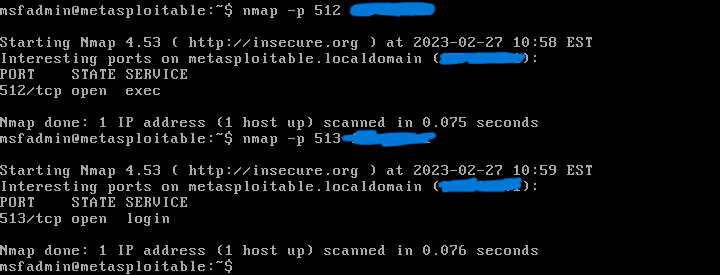 msfadmin@metasploitable:~$ nmap -p 512
Starting Nmap 4.53 ( http://insecure.org ) at 2023-02-27 10:58 EST
Interesting ports on metasploitable.localdomain (
):
PORT    STATE SERVICE
512/tcp open  exec
Nmap done: 1 IP address (1 host up) scanned in 0.075 seconds
msfadmin@metasploitable:~$ nmap -p 513
Starting Nmap 4.53 ( http://insecure.org ) at 2023-02-27 10:59 EST
Interesting ports on metasploitable.localdomain (
):
PORT    STATE SERVICE
513/tcp open  login
Nmap done: 1 IP address (1 host up) scanned in 0.076 seconds
msfadmin@metasploitable:~$